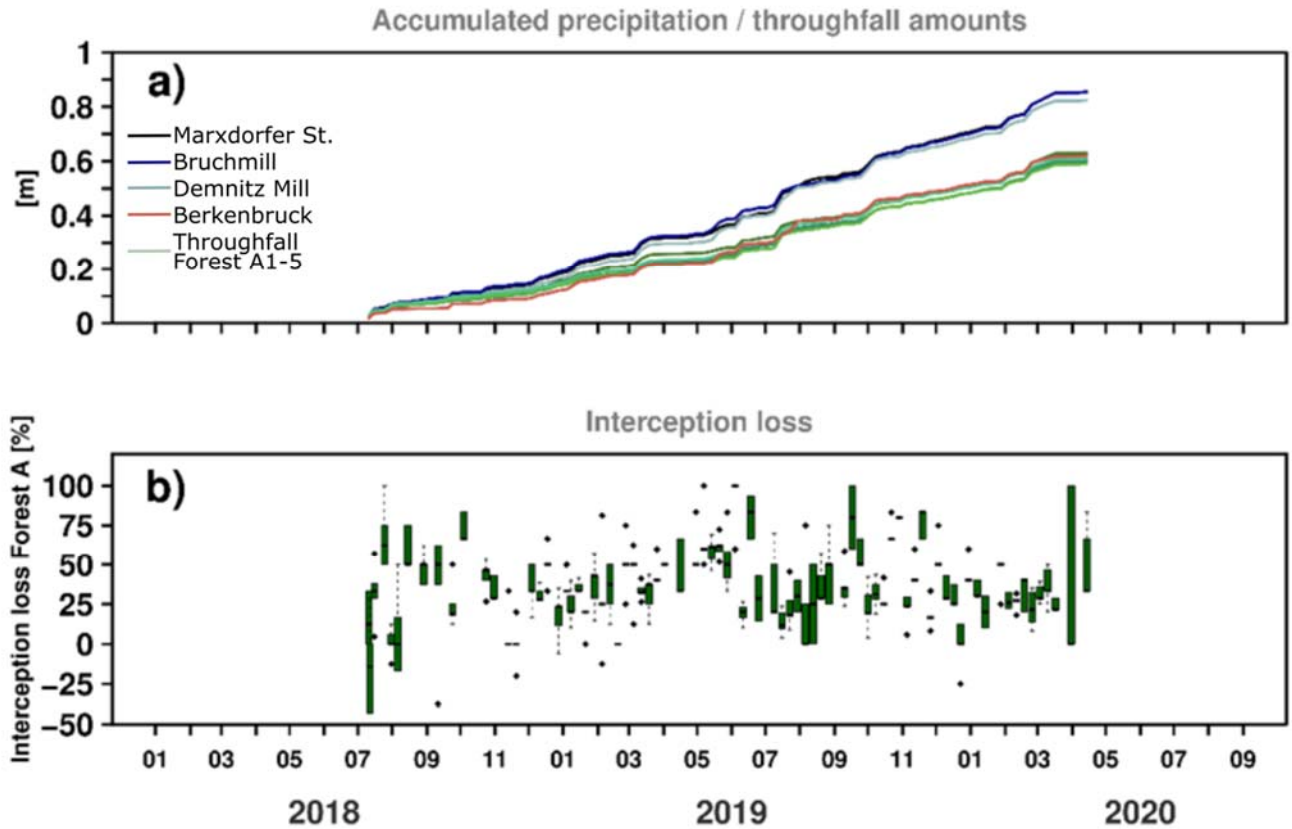 Accumulated precipitation / throughfall amounts
a)
[m]
1
0.8
0.6
0.4
0.2
0
Marxdorfer St.
Bruchmill
Demnitz Mill
Berkenbruck
Throughfall
Forest A1-5
Interception loss
b)
Interception loss Forest A [%]
100
75
50
25
0
−25
−50
01 03 05 07 09 11 01 03 05 07 09 11 01 03 05 07 09
2018 2019 2020